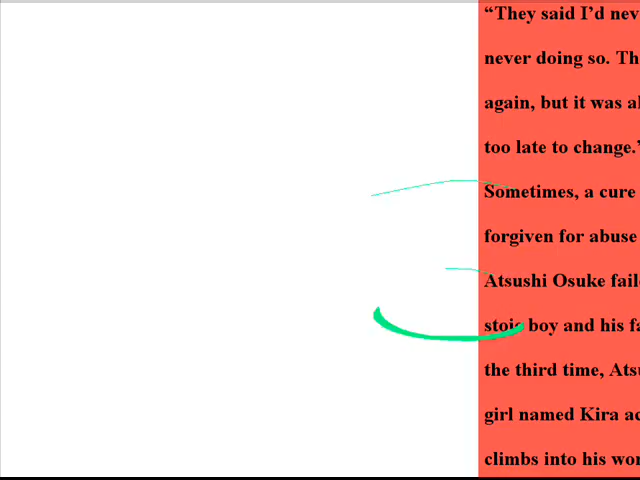 “They said I’d nev
never doing so. Th
again, but it was al
too late to change.”
Sometimes, a cure
forgiven for abuse
Atsushi Osuke faile
stoic boy and his fa
the third time, Atsu
girl named Kira ac
climbs into his wor